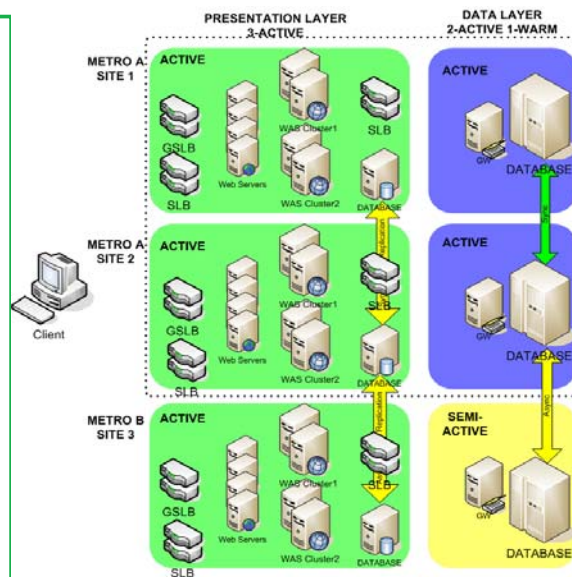 PRESENTATION LAYER
3-ACTIVE
DATA LAYER
2-ACTIVE 1-WARM
METRO A
SITE 1
ACTIVE
GSLB
SLB
Web Servers
WAS Cluster1
WAS Cluster2
SLB
DATABASE
ACTIVE
GW
DATABASE
Replication
Sync
METRO A
SITE 2
ACTIVE
GSLB
SLB
Web Servers
WAS Cluster1
WAS Cluster2
SLB
DATABASE
ACTIVE
GW
DATABASE
Client
Replication
Async
METRO B
SITE 3
ACTIVE
GSLB
SLB
Web Servers
WAS Cluster1
WAS Cluster2
SLB
DATABASE
SEMI-
ACTIVE
GW
DATABASE